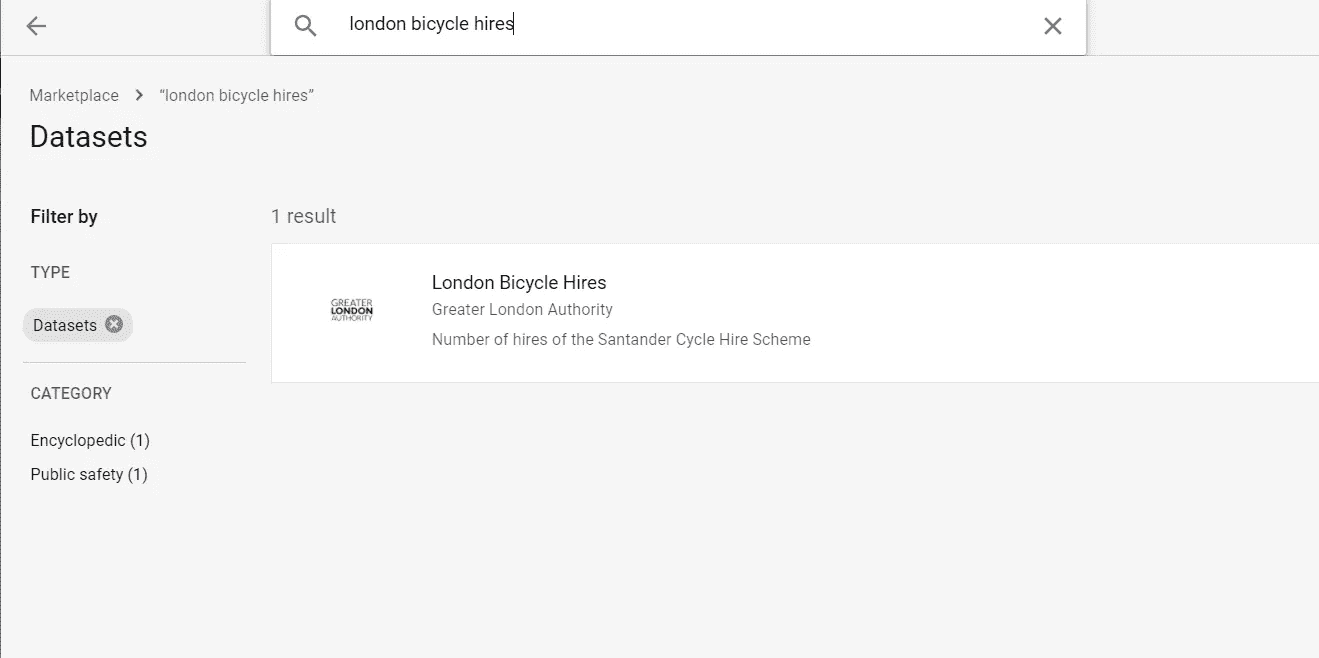 london bicycle hires
Marketplace > “london bicycle hires”
Datasets
Filter by
1 result
TYPE
Datasets
CATEGORY
Encyclopedic (1)
Public safety (1)
GREATER
LONDON
AUTHORITY
London Bicycle Hires
Greater London Authority
Number of hires of the Santander Cycle Hire Scheme